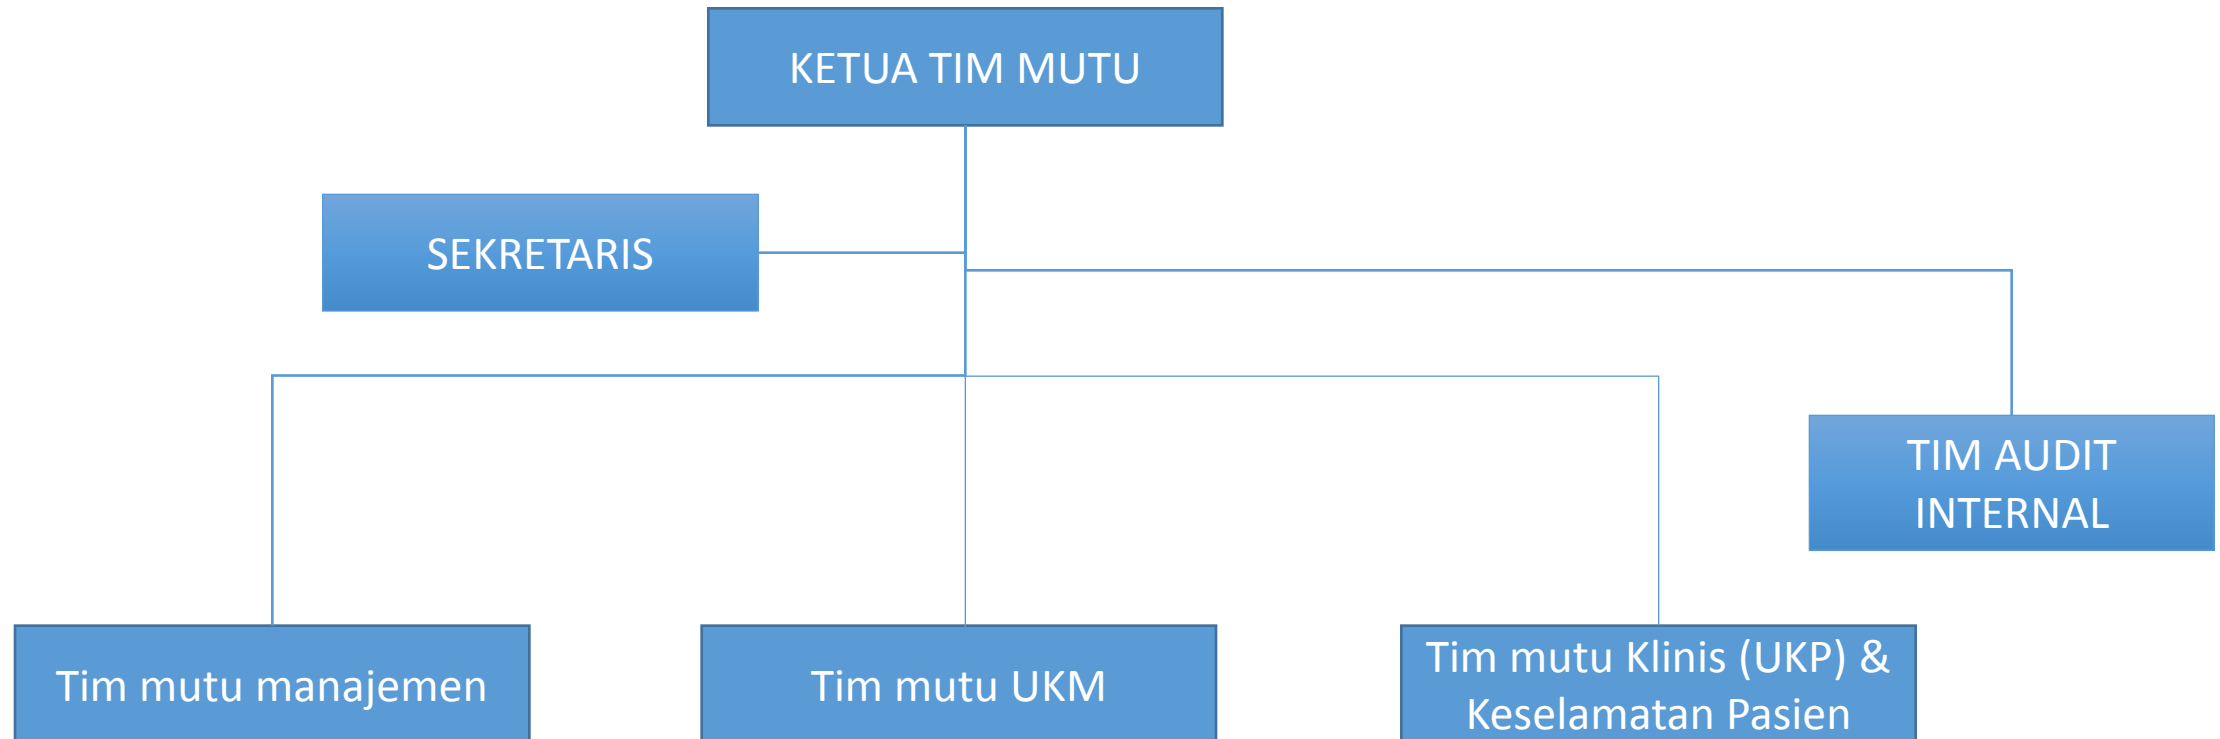 KETUA TIM MUTU
SEKRETARIS
TIM AUDIT
INTERNAL
Tim mutu manajemen
Tim mutu UKM
Tim mutu Klinis (UKP) &
Keselamatan Pasien